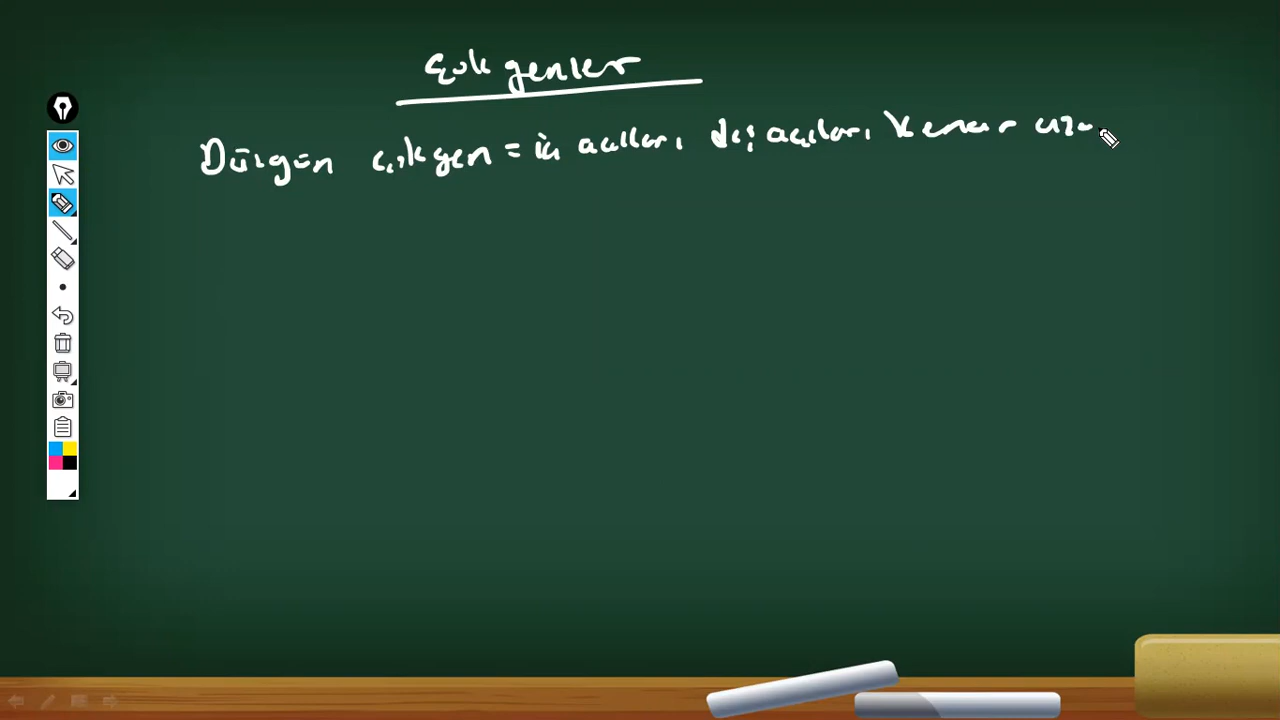 Çokgenler
Düzgün çokgen = iç açıları, dış açıları, kenar uzu